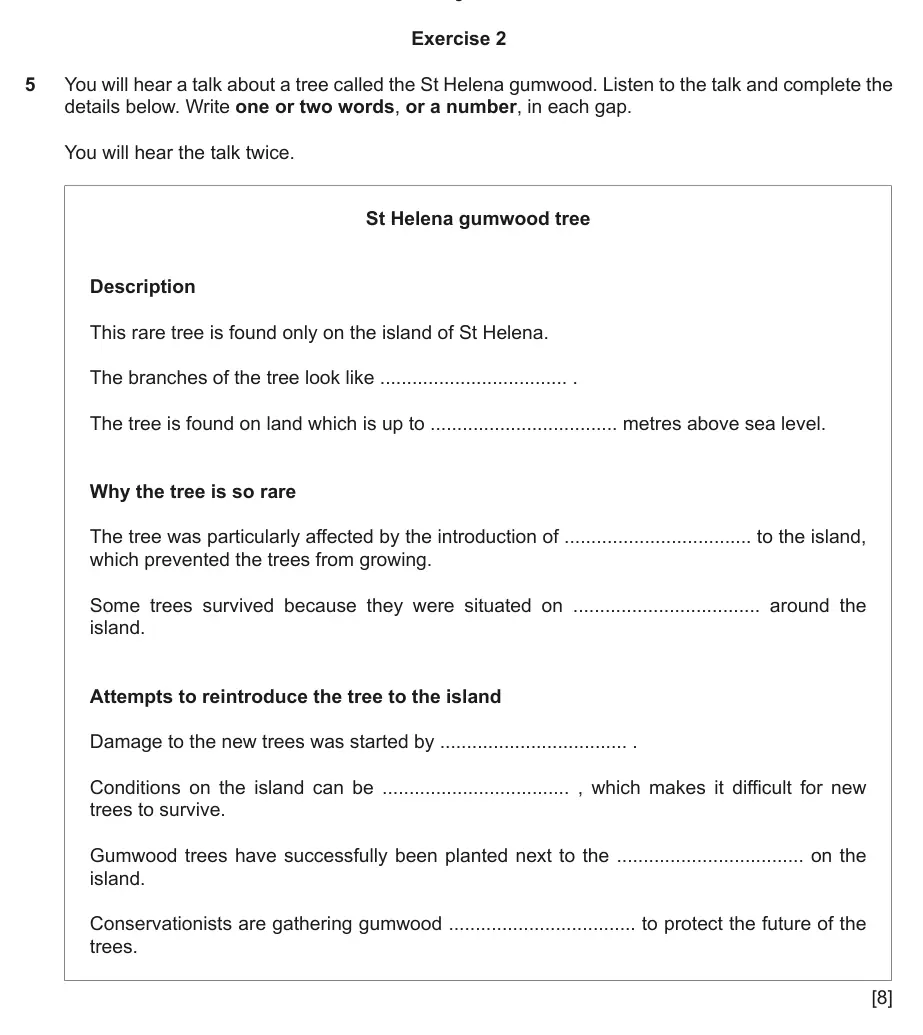 Exercise 2
5 You will hear a talk about a tree called the St Helena gumwood. Listen to the talk and complete the
details below. Write one or two words, or a number, in each gap.
You will hear the talk twice.
St Helena gumwood tree
Description
This rare tree is found only on the island of St Helena.
The branches of the tree look like .................................. .
The tree is found on land which is up to .................................. metres above sea level.
Why the tree is so rare
The tree was particularly affected by the introduction of .................................. to the island,
which prevented the trees from growing.
Some trees survived because they were situated on .................................. around the
island.
Attempts to reintroduce the tree to the island
Damage to the new trees was started by .................................. .
Conditions on the island can be .................................. , which makes it difficult for new
trees to survive.
Gumwood trees have successfully been planted next to the .................................. on the
island.
Conservationists are gathering gumwood .................................. to protect the future of the
trees.
[8]